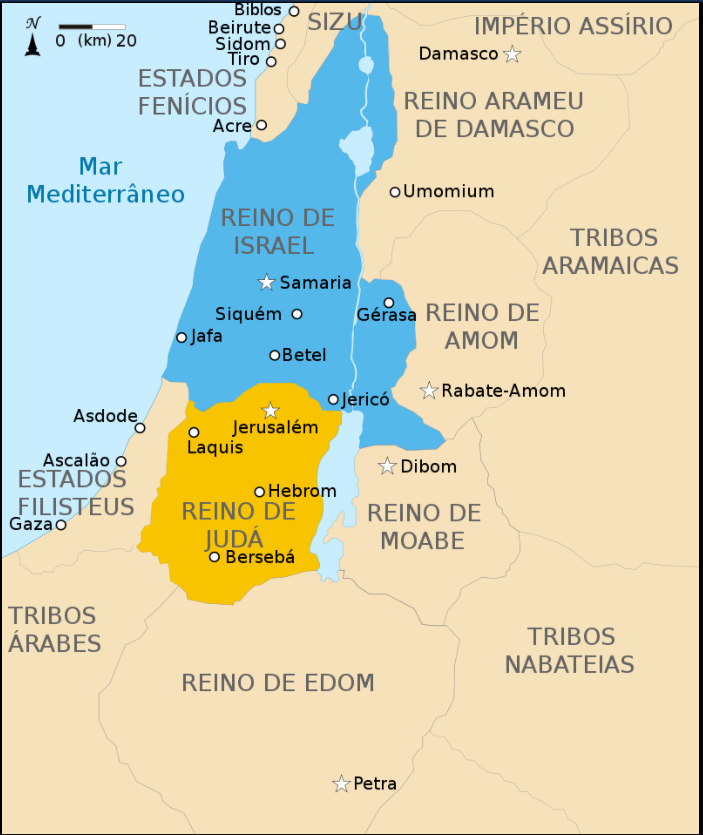 N
0 (km) 20
Biblos
Beirute
Sidom
Tiro
SIZU
IMPÉRIO ASSÍRIO
Damasco
ESTADOS
FENÍCIOS
REINO ARAMEU
DE DAMASCO
Acre
Mar
Mediterrâneo
Umomium
REINO DE
ISRAEL
TRIBOS
ARAMAICAS
Samaria
Siquém
Gérasa
REINO DE
AMOM
Jafa
Betel
Jericó
Rabate-Amom
Asdode
Jerusalém
Laquis
Ascalão
Dibom
ESTADOS
FILISTEUS
Hebrom
Gaza
REINO DE
JUDÁ
REINO DE
MOABE
Bersebá
TRIBOS
ÁRABES
TRIBOS
NABATEIAS
REINO DE EDOM
Petra